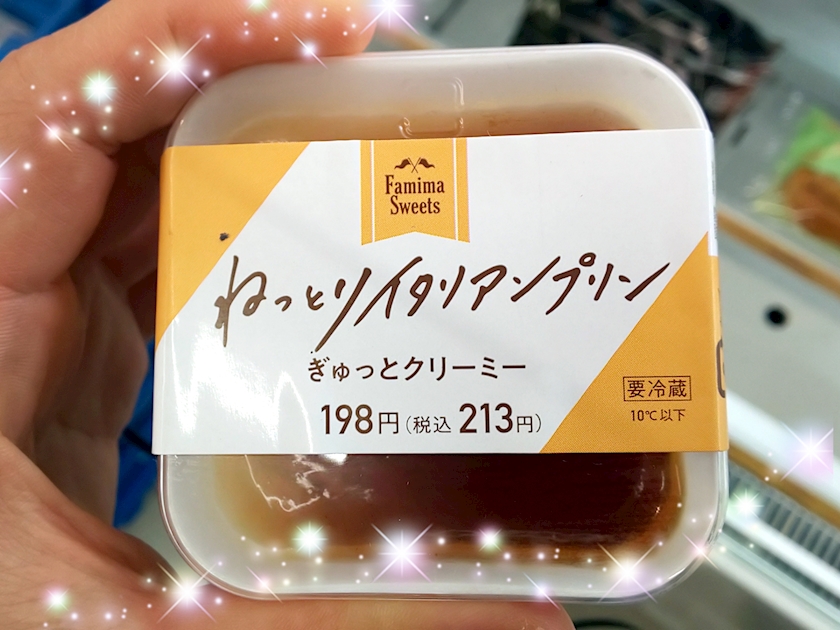 Famima
Sweets
ねっとりイタリアンプリン
ぎゅっとクリーミー
198円(税込 213円)
要冷蔵
10℃以下